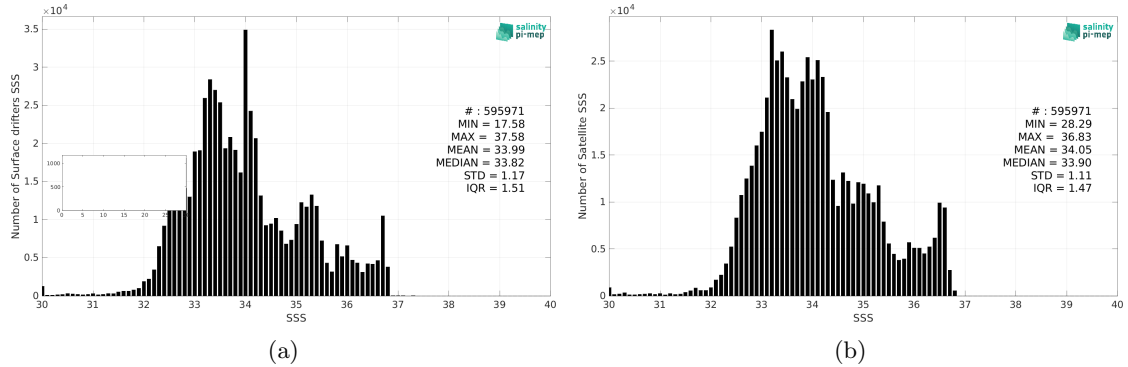 ×10⁴
3.5
3
2.5
2
1.5
1
0.5
0
Number of Surface drifters SSS
salinity
pi-mep
# : 595971
MIN = 17.58
MAX = 37.58
MEAN = 33.99
MEDIAN = 33.82
STD = 1.17
IQR = 1.51
1000
500
0
0 5 10 15 20 25
30 31 32 33 34 35 36 37 38 39 40
SSS
(a)
×10⁴
2.5
2
1.5
1
0.5
0
Number of Satellite SSS
salinity
pi-mep
# : 595971
MIN = 28.29
MAX = 36.83
MEAN = 34.05
MEDIAN = 33.90
STD = 1.11
IQR = 1.47
30 31 32 33 34 35 36 37 38 39 40
SSS
(b)